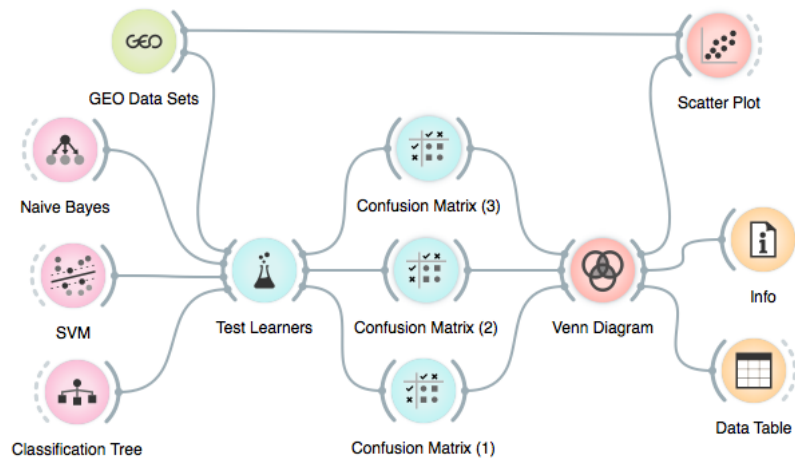 GEO
GEO Data Sets
Scatter Plot
Naive Bayes
Confusion Matrix (3)
SVM
Test Learners
Confusion Matrix (2)
Venn Diagram
i
Info
Classification Tree
Confusion Matrix (1)
Data Table